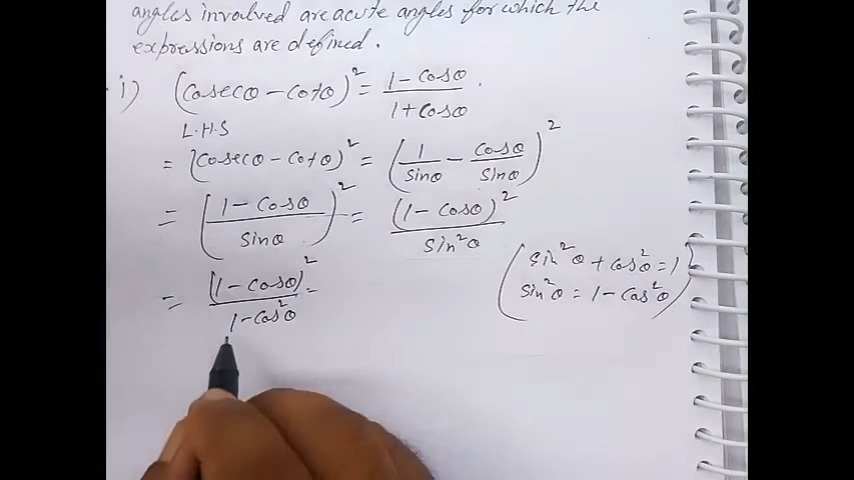 angles involved are acute angles for which the
expressions are defined.
i) (cosecθ - cotθ)² = (1 - cosθ)/(1 + cosθ).
L.H.S
= (cosecθ - cotθ)² = (1/sinθ - cosθ/sinθ)²
= ((1 - cosθ)/sinθ)² = (1 - cosθ)²/sin²θ
(sin²θ + cos²θ = 1
sin²θ = 1 - cos²θ)
= (1 - cosθ)²/(1 - cos²θ) =